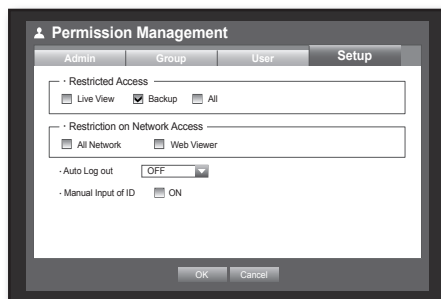 Permission Management
Admin Group User Setup
· Restricted Access
Live View Backup All
· Restriction on Network Access
All Network Web Viewer
· Auto Log out OFF
· Manual Input of ID ON
OK Cancel